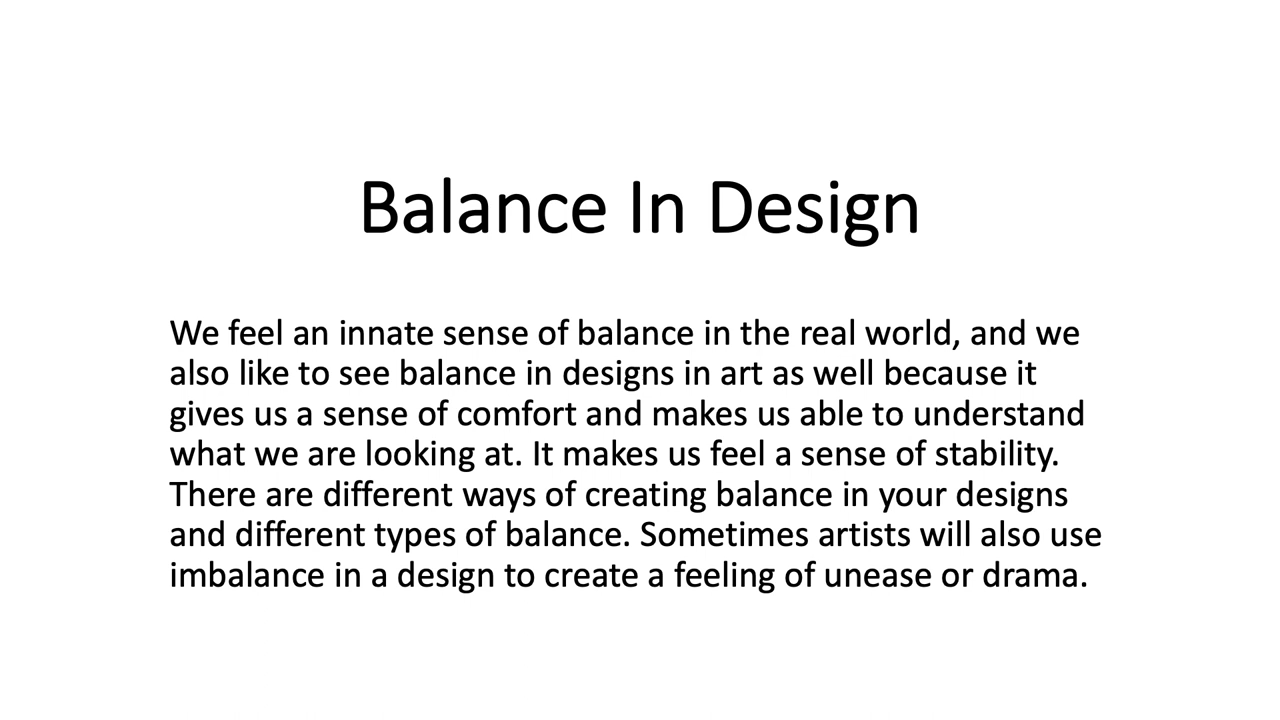 Balance In Design
We feel an innate sense of balance in the real world, and we
also like to see balance in designs in art as well because it
gives us a sense of comfort and makes us able to understand
what we are looking at. It makes us feel a sense of stability.
There are different ways of creating balance in your designs
and different types of balance. Sometimes artists will also use
imbalance in a design to create a feeling of unease or drama.